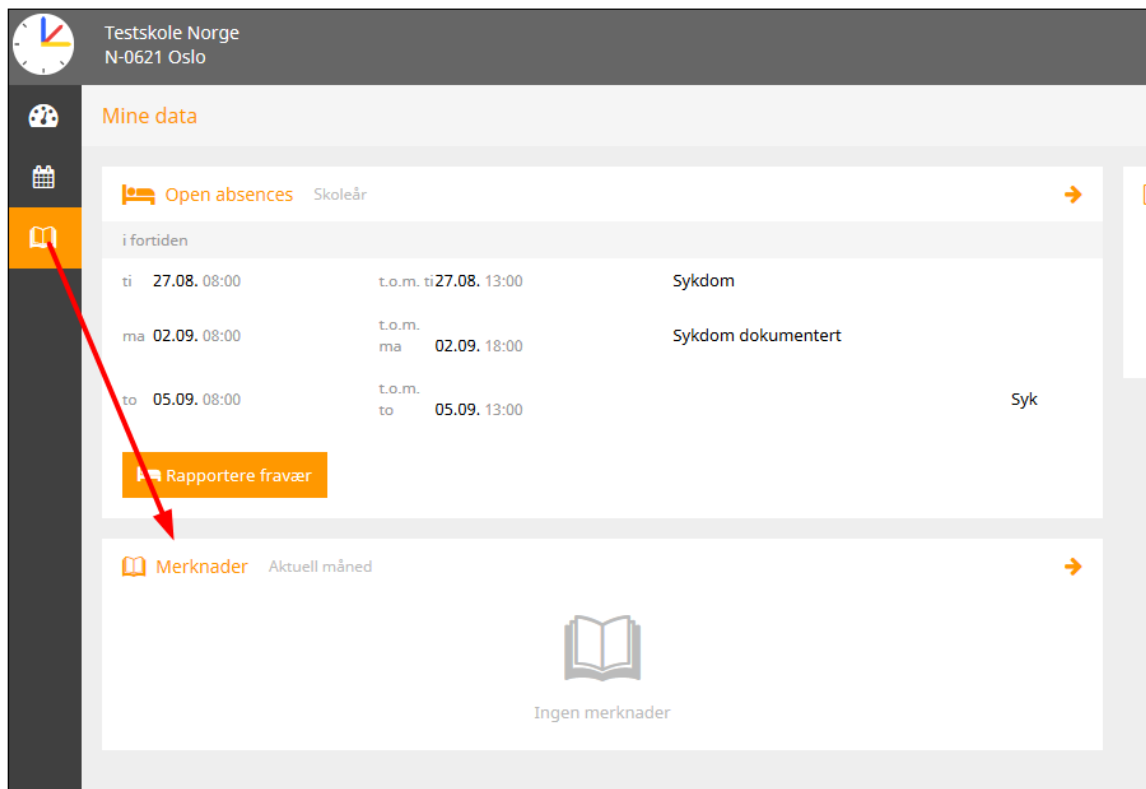 Testskole Norge
N-0621 Oslo
Mine data
Open absences Skoleår
i fortiden
ti 27.08. 08:00 t.o.m. ti 27.08. 13:00 Sykdom
ma 02.09. 08:00 t.o.m. ma 02.09. 18:00 Sykdom dokumentert
to 05.09. 08:00 t.o.m. to 05.09. 13:00 Syk
Rapportere fravær
Merknader Aktuell måned
Ingen merknader